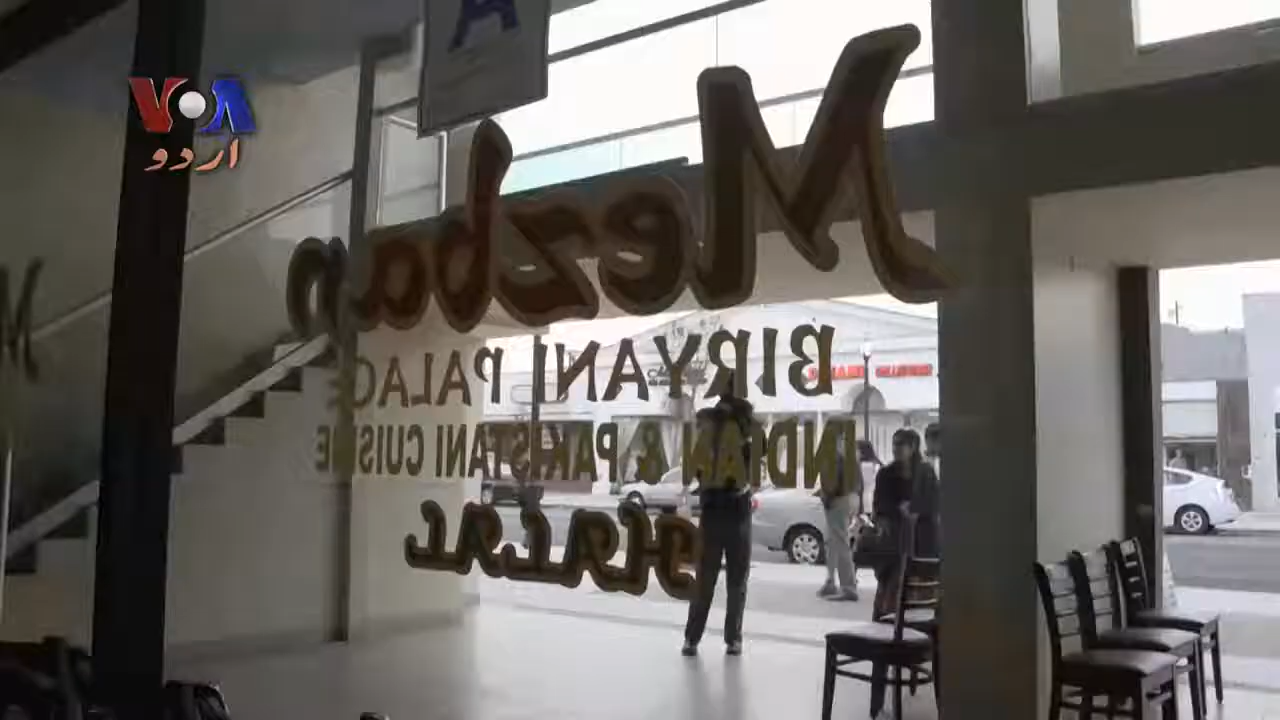 A
VOA
اردو
Mezban
BIRYANI PALACE
INDIAN & PAKISTANI CUISINE
HALAL